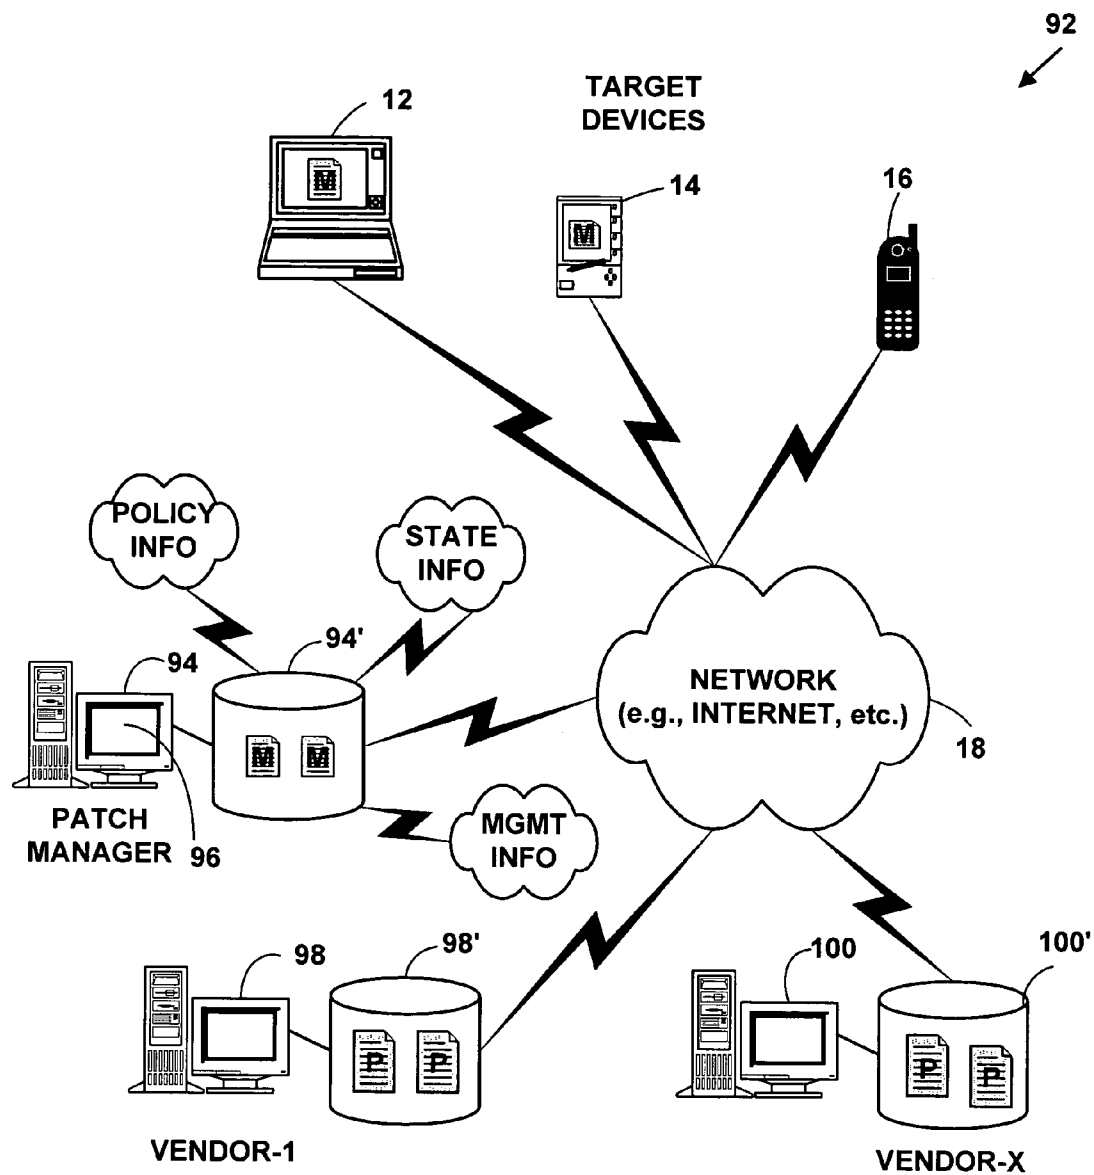 92
TARGET
DEVICES
12
14
16
M
M
POLICY
INFO
STATE
INFO
94'
94
NETWORK
(e.g., INTERNET, etc.)
18
M M
PATCH
MANAGER
96
MGMT
INFO
98
98'
100
100'
P P
P P
VENDOR-1
VENDOR-X